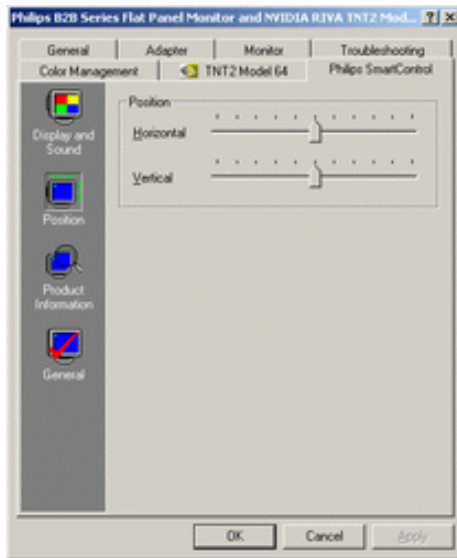 Philips B2B Series Flat Panel Monitor and NVIDIA RIVA TNT2 Mod...
General Adapter Monitor Troubleshooting
Color Management TNT2 Model 64 Philips SmartControl
Display and
Sound
Position
Product
Information
General
Position
Horizontal
Vertical
OK Cancel Apply